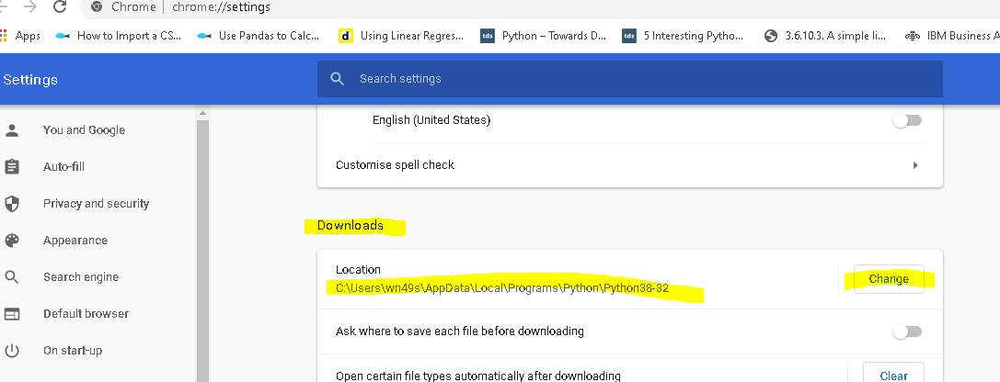 Chrome | chrome://settings
Apps How to Import a CS... Use Pandas to Calc... Using Linear Regres... Python – Towards D... 5 Interesting Pytho... 3.6.10.3. A simple li... IBM Business A
Settings
Search settings
You and Google
Auto-fill
Privacy and security
Appearance
Search engine
Default browser
On start-up
English (United States)
Customise spell check
Downloads
Location
C:\Users\wn49s\AppData\Local\Programs\Python\Python38-32
Change
Ask where to save each file before downloading
Open certain file types automatically after downloading
Clear